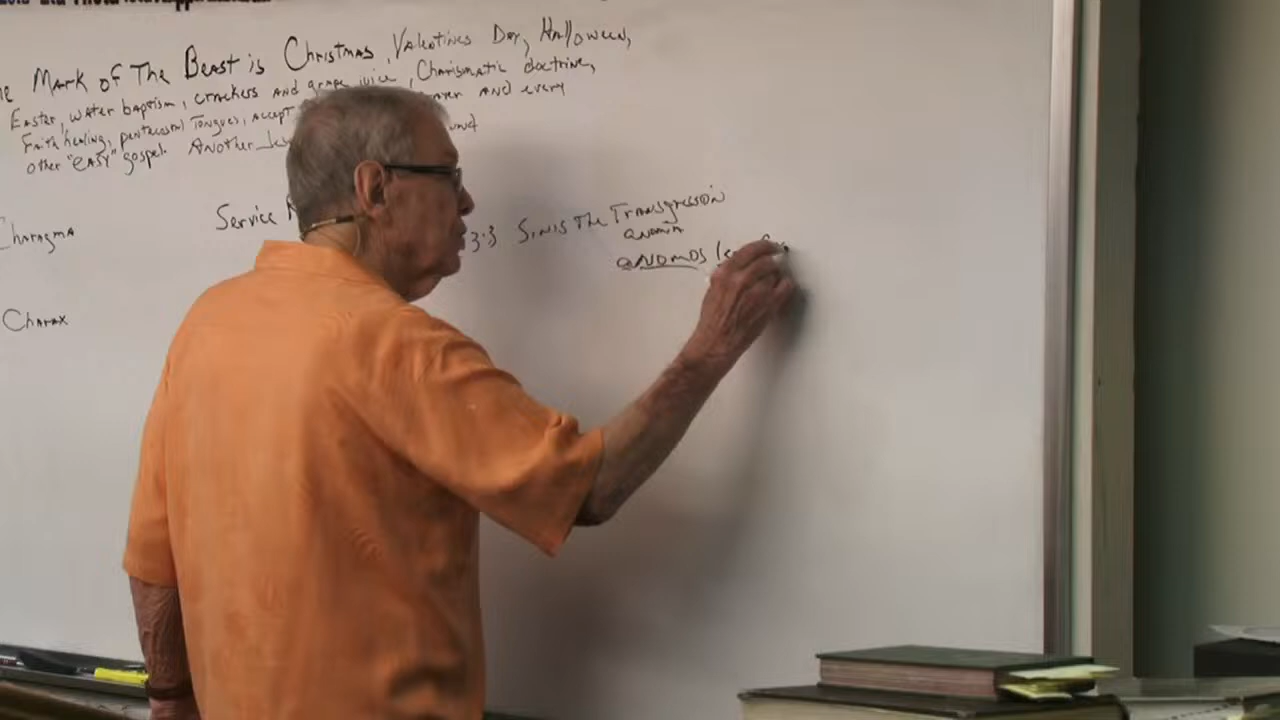 Mark of The Beast is Christmas, Valentines Day, Halloween,
Easter, water baptism, crackers and grape juice, Charismatic doctrine,
Faith healing, pentecostal Tongues, accept and every
other "easy" gospel. Another
Charagma
Service
3:3 Sin is The Transgression
anomia
anomos
Charax